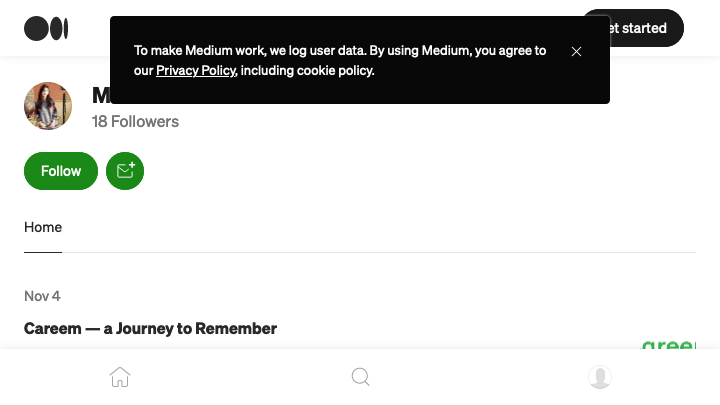 To make Medium work, we log user data. By using Medium, you agree to
our Privacy Policy, including cookie policy.
et started
M
18 Followers
Follow
Home
Nov 4
Careem — a Journey to Remember
gree